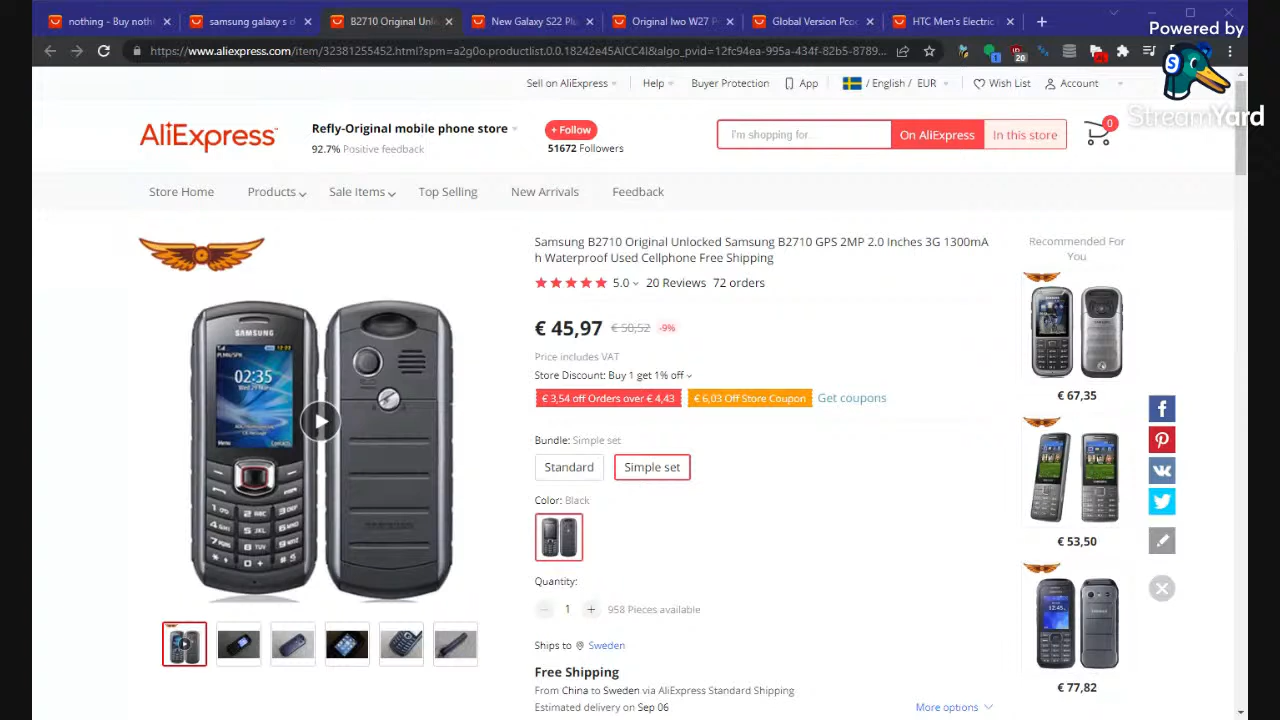 nothing - Buy noth
samsung galaxy s d
B2710 Original Unl
New Galaxy S22 Plu
Original Iwo W27 P
Global Version Pcoc
HTC Men's Electric
Powered by
https://www.aliexpress.com/item/32381255452.html?spm=a2g0o.productlist.0.0.18242e45AlCC4I&algo_pvid=12fc94ea-995a-434f-82b5-8789...
StreamYard
Sell on AliExpress
Help
Buyer Protection
App
/ English / EUR
Wish List
Account
AliExpress
Refly-Original mobile phone store
92.7% Positive feedback
+ Follow
51672 Followers
I'm shopping for...
On AliExpress
In this store
0
Store Home
Products
Sale Items
Top Selling
New Arrivals
Feedback
Samsung B2710 Original Unlocked Samsung B2710 GPS 2MP 2.0 Inches 3G 1300mA
h Waterproof Used Cellphone Free Shipping
5.0
20 Reviews
72 orders
€ 45,97
€ 50,52
-9%
Price includes VAT
Store Discount: Buy 1 get 1% off
€ 3,54 off Orders over € 4,43
€ 6,03 Off Store Coupon
Get coupons
Bundle: Simple set
Standard
Simple set
Color: Black
Quantity:
1
958 Pieces available
Ships to
Sweden
Free Shipping
From China to Sweden via AliExpress Standard Shipping
Estimated delivery on Sep 06
More options
SAMSUNG
02:35
Menu
Contacts
Recommended For
You
€ 67,35
€ 53,50
€ 77,82